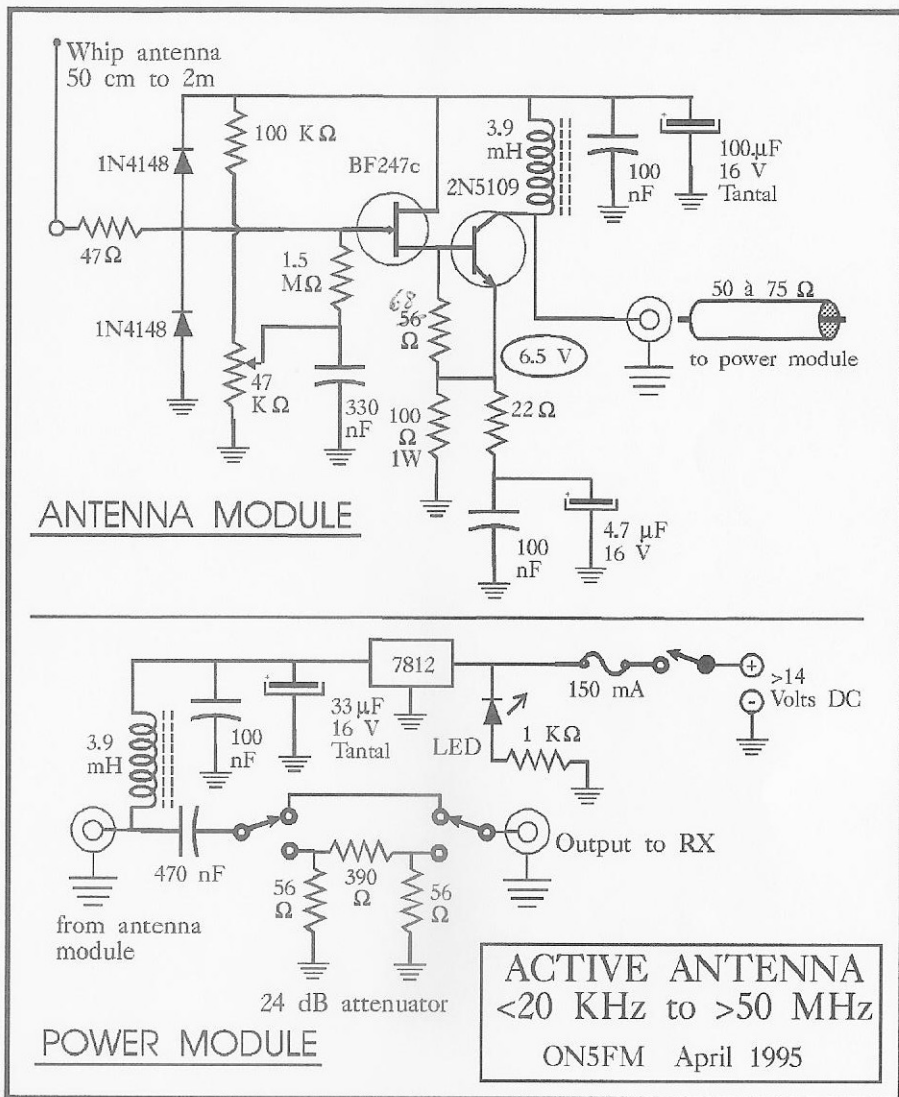 Whip antenna
50 cm to 2m
100 KΩ
1N4148
BF247c
3.9
mH
2N5109
100
nF
100µF
16 V
Tantal
47Ω
1.5
MΩ
1N4148
68
56
Ω
6.5 V
50 à 75 Ω
to power module
47
KΩ
330
nF
100
Ω
1W
22Ω
ANTENNA MODULE
100
nF
4.7 µF
16 V
7812
150 mA
+
>14
Volts DC
-
3.9
mH
100
nF
33µF
16 V
Tantal
LED
1 KΩ
Output to RX
470 nF
56
Ω
390
Ω
56
Ω
from antenna
module
24 dB attenuator
POWER MODULE
ACTIVE ANTENNA
<20 KHz to >50 MHz
ON5FM April 1995